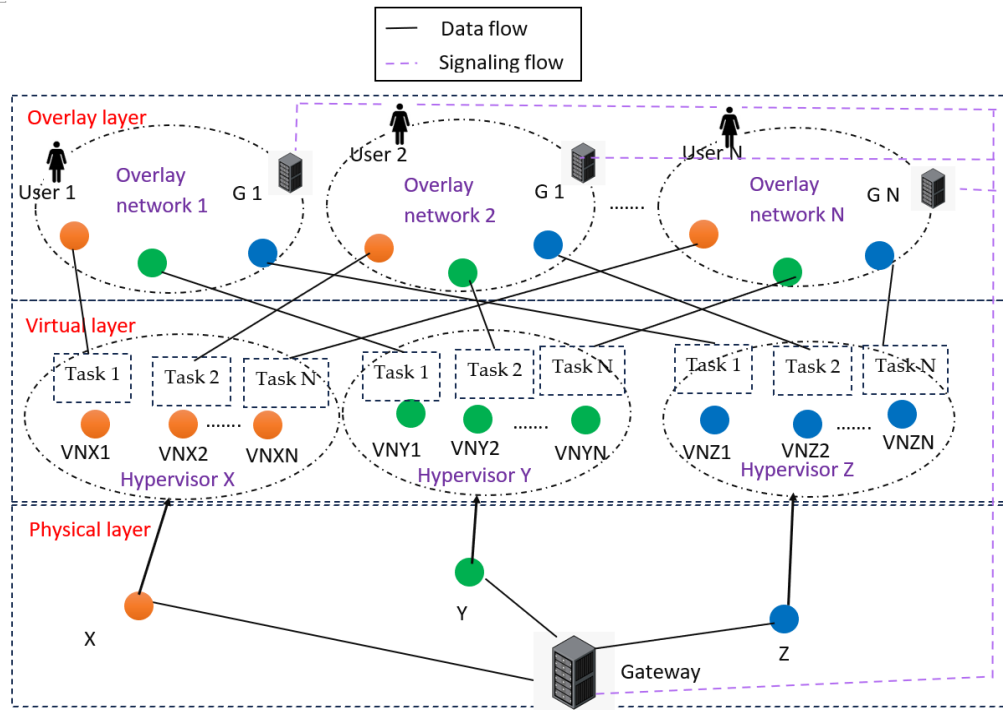 Data flow
Signaling flow
Overlay layer
User 1
Overlay
network 1
G 1
User 2
Overlay
network 2
G 1
.......
User N
Overlay
network N
G N
Virtual layer
Task 1
Task 2
Task N
Task 1
Task 2
Task N
Task 1
Task 2
Task N
VNX1
VNX2
.......
VNXN
VNY1
VNY2
.......
VNYN
VNZ1
VNZ2
.......
VNZN
Hypervisor X
Hypervisor Y
Hypervisor Z
Physical layer
X
Y
Z
Gateway